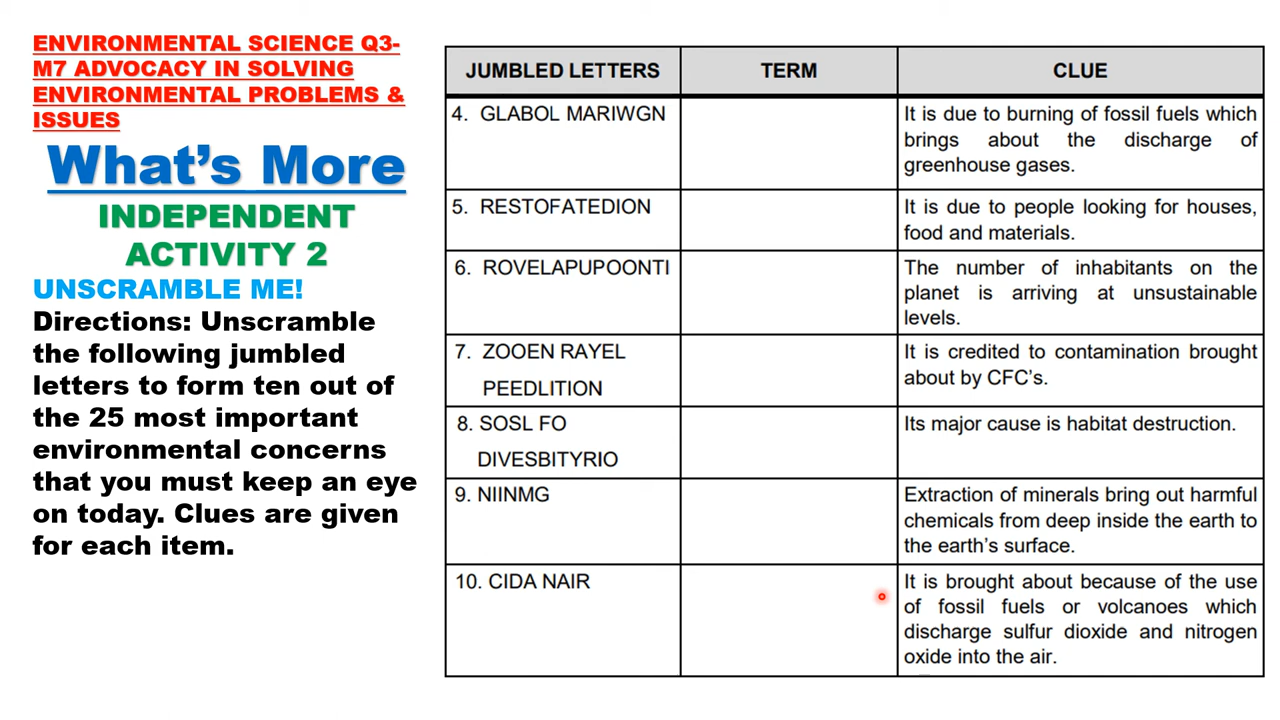 ENVIRONMENTAL SCIENCE Q3-
M7 ADVOCACY IN SOLVING
ENVIRONMENTAL PROBLEMS &
ISSUES
What's More
INDEPENDENT
ACTIVITY 2
UNSCRAMBLE ME!
Directions: Unscramble
the following jumbled
letters to form ten out of
the 25 most important
environmental concerns
that you must keep an eye
on today. Clues are given
for each item.
JUMBLED LETTERS TERM CLUE
4. GLABOL MARIWGN
It is due to burning of fossil fuels which
brings about the discharge of
greenhouse gases.
5. RESTOFATEDION
It is due to people looking for houses,
food and materials.
6. ROVELAPUPOONTI
The number of inhabitants on the
planet is arriving at unsustainable
levels.
7. ZOOEN RAYEL
PEEDLITION
It is credited to contamination brought
about by CFC's.
8. SOSL FO
DIVESBITYRIO
Its major cause is habitat destruction.
9. NIINMG
Extraction of minerals bring out harmful
chemicals from deep inside the earth to
the earth's surface.
10. CIDA NAIR
It is brought about because of the use
of fossil fuels or volcanoes which
discharge sulfur dioxide and nitrogen
oxide into the air.